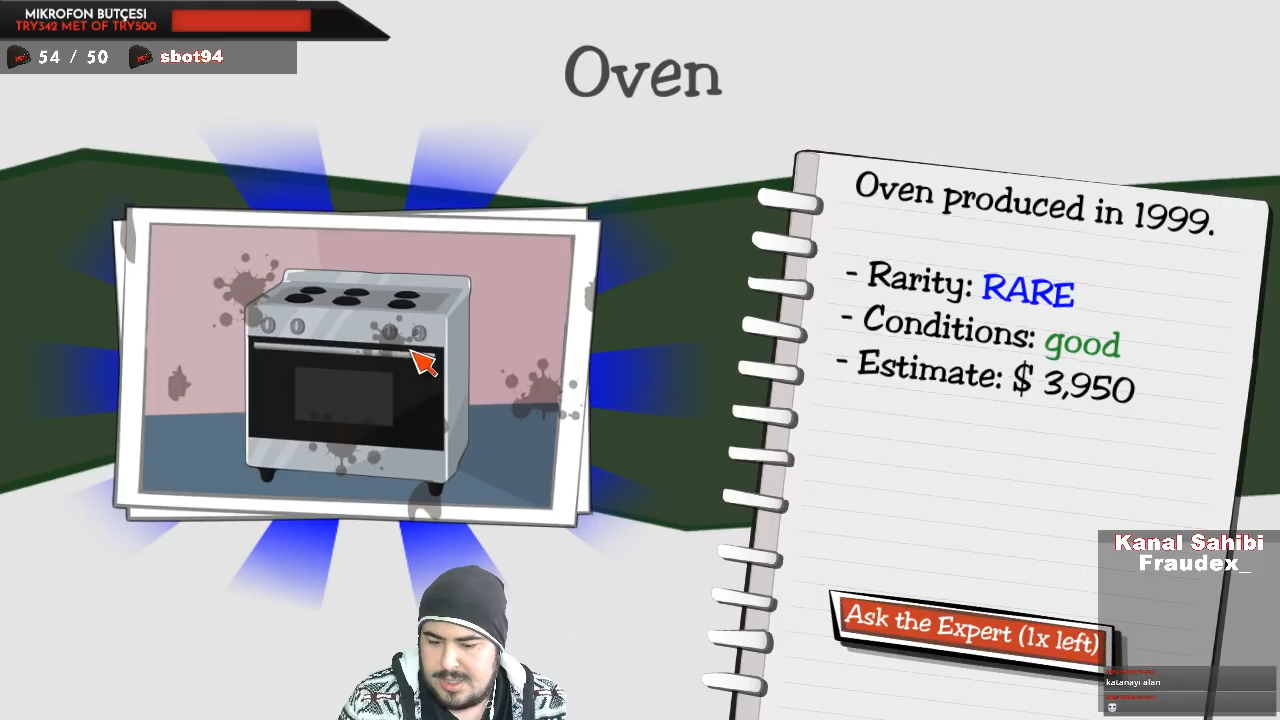 MIKROFON BUTÇESI
TRY342 MET OF TRY500
54 / 50 sbot94
Oven
Oven produced in 1999.
- Rarity: RARE
- Conditions: good
- Estimate: $ 3,950
Ask the Expert (1x left)
Kanal Sahibi
Fraudex_
katanayı alan